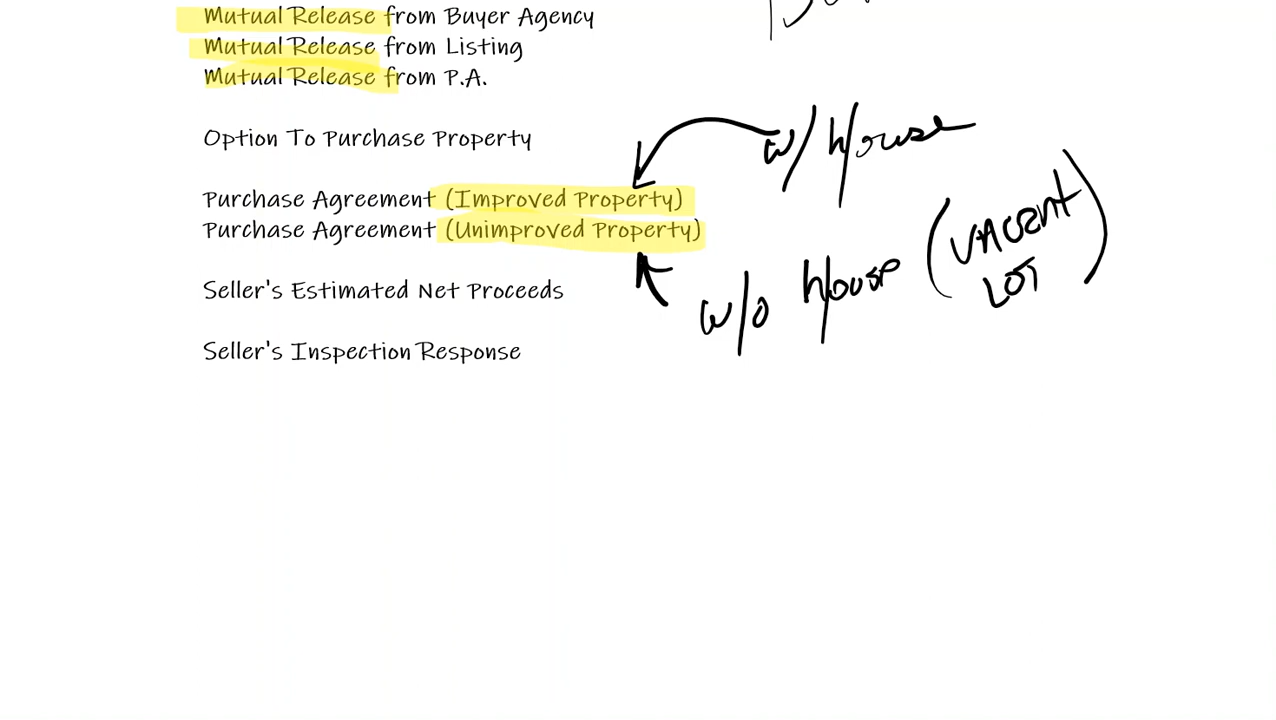 Mutual Release from Buyer Agency
Mutual Release from Listing
Mutual Release from P.A.
Option To Purchase Property
w/ house
Purchase Agreement (Improved Property)
Purchase Agreement (Unimproved Property)
w/o house (VACENT
LOT)
Seller's Estimated Net Proceeds
Seller's Inspection Response